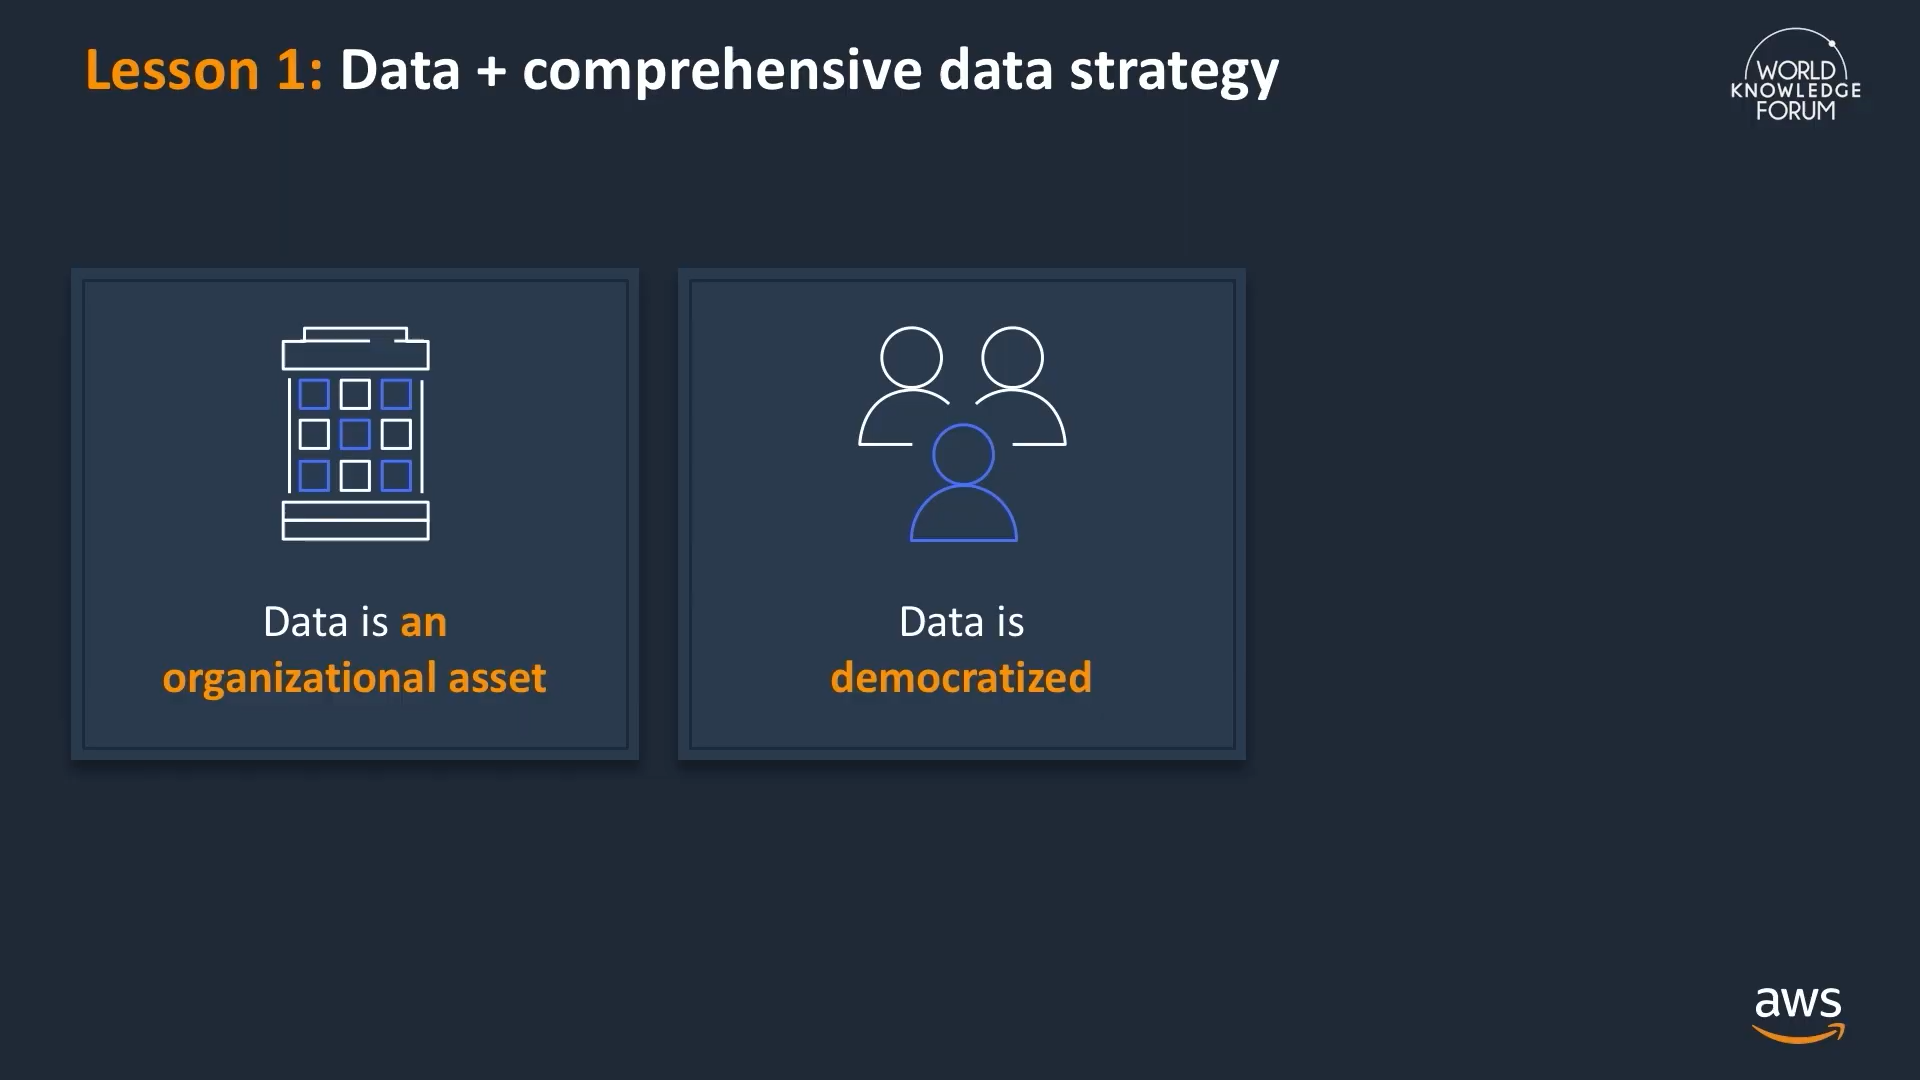 Lesson 1: Data + comprehensive data strategy
WORLD
KNOWLEDGE
FORUM
Data is an
organizational asset
Data is
democratized
aws